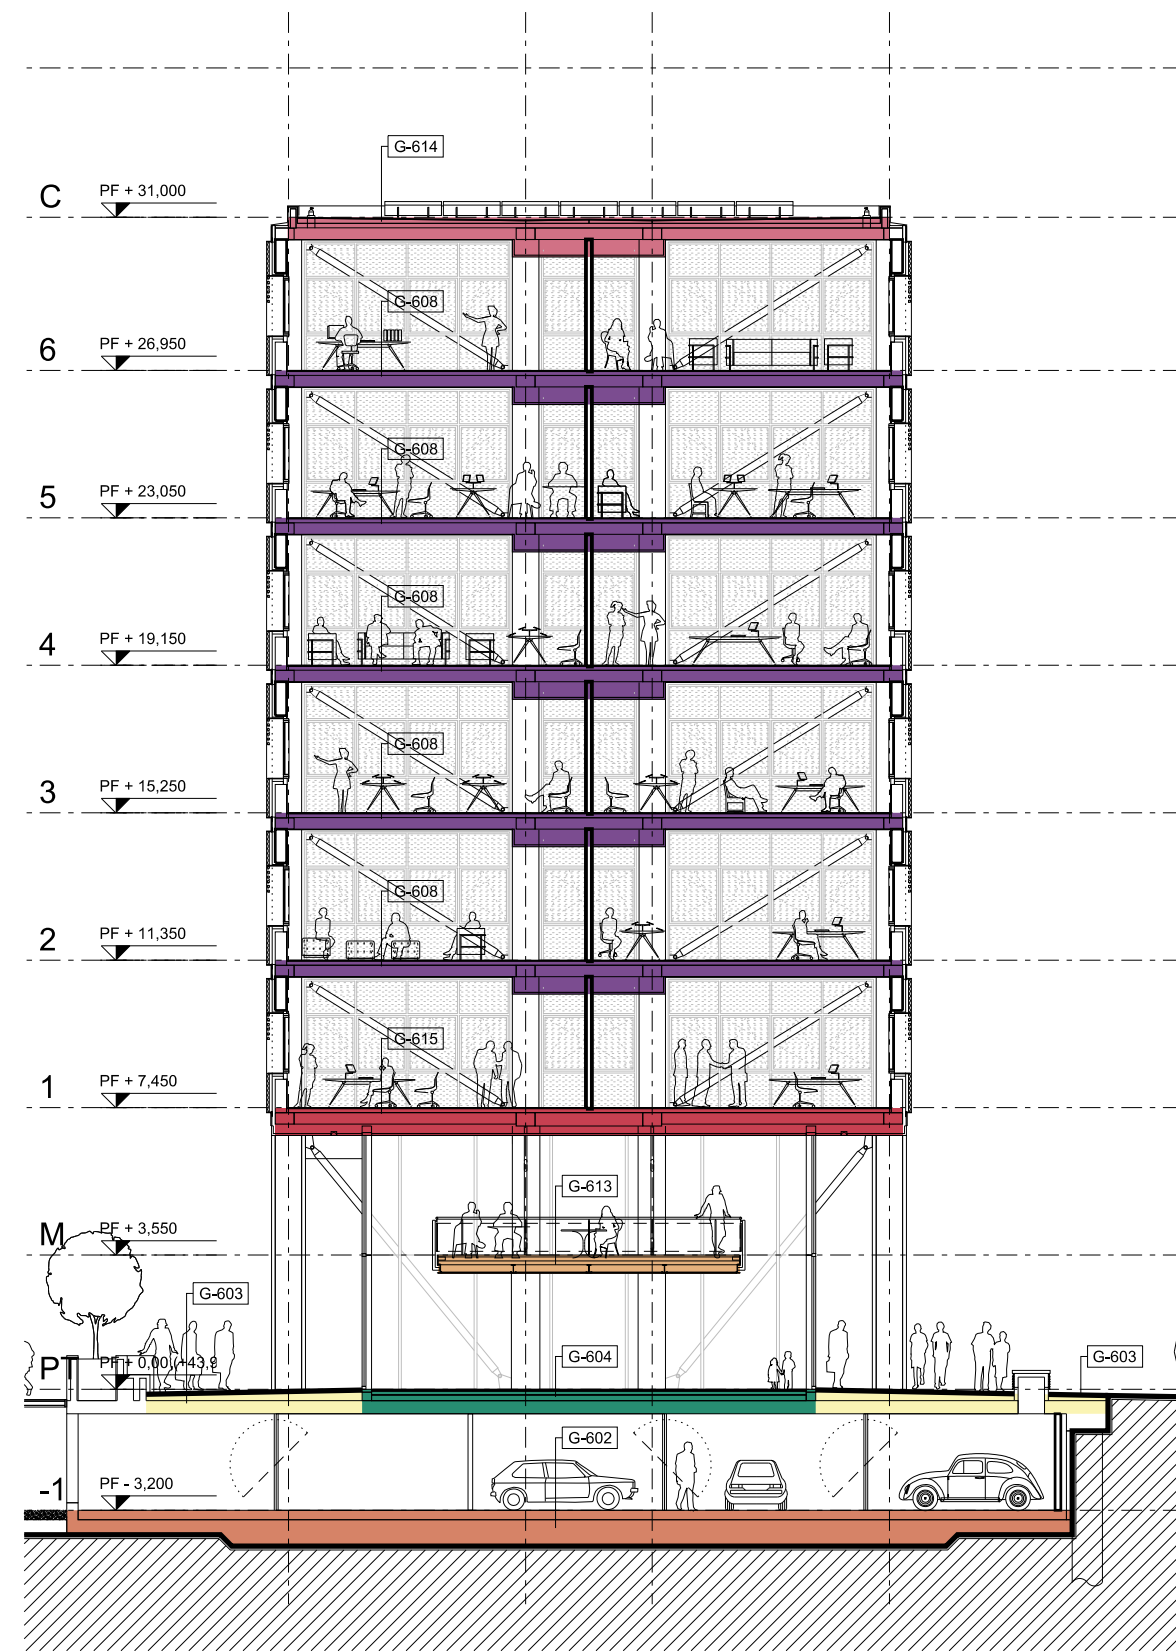 G-614
C PF + 31,000
G-608
6 PF + 26,950
G-608
5 PF + 23,050
G-608
4 PF + 19,150
G-608
3 PF + 15,250
G-608
2 PF + 11,350
G-615
1 PF + 7,450
G-613
M PF + 3,550
G-603
G-604
G-603
PT PF + 0,00 (+43,9
G-602
-1 PF - 3,200